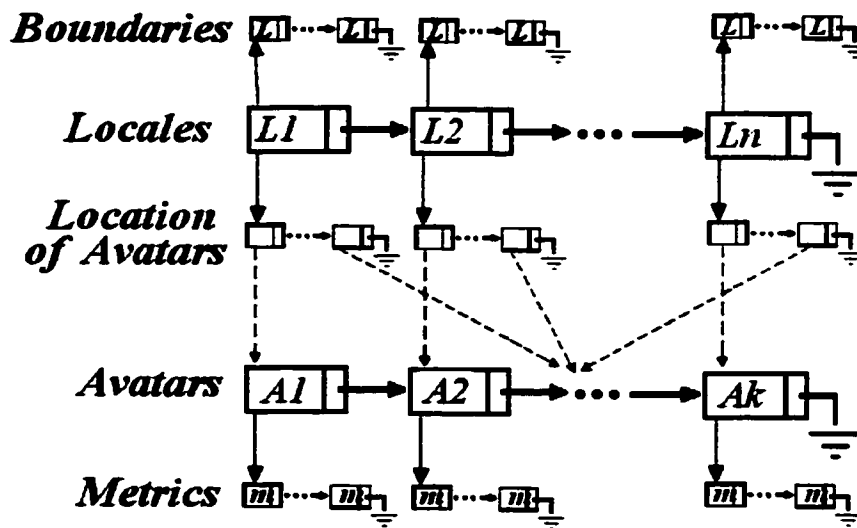 Boundaries L L L L L L
Locales L1 L2 Ln
Location
of Avatars
Avatars A1 A2 Ak
Metrics m m m m m m